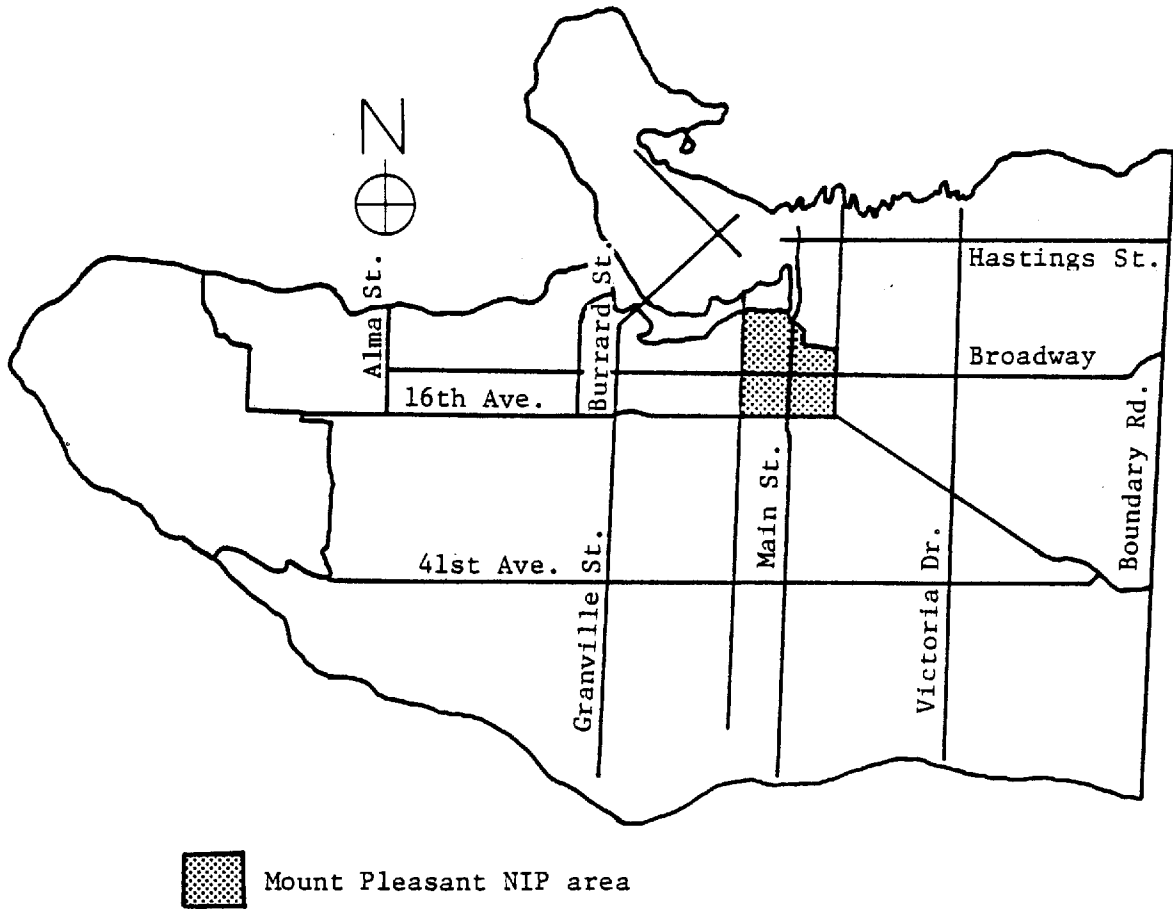 N
Hastings St.
Alma St.
Burrard St.
Broadway
16th Ave.
Boundary Rd.
Main St.
41st Ave.
Granville St.
Victoria Dr.
Mount Pleasant NIP area